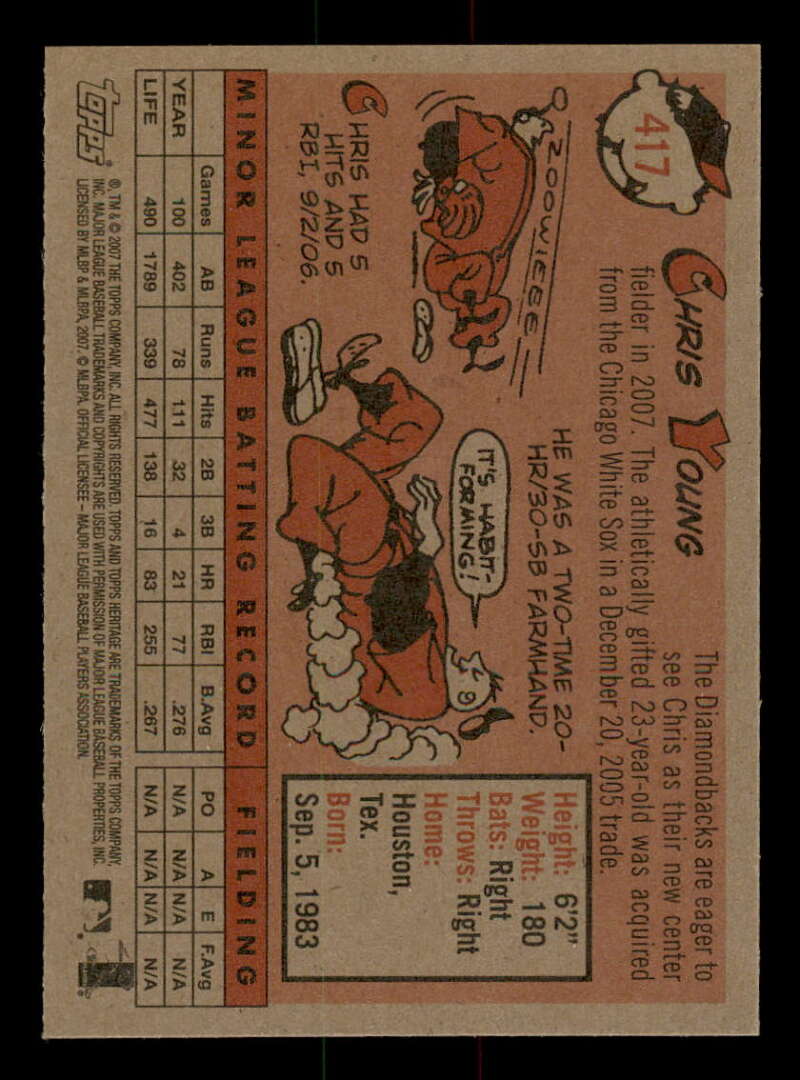 417
CHRIS YOUNG
The Diamondbacks are eager to
see Chris as their new center
fielder in 2007. The athletically gifted 23-year-old was acquired
from the Chicago White Sox in a December 20, 2005 trade.
ZOOWIEEE
CHRIS HAD 5
HITS AND 5
RBI, 9/2/06.
HE WAS A TWO-TIME 20-
HR/30-SB FARMHAND.
IT'S HABIT-
FORMING!
Height: 6'2"
Weight: 180
Bats: Right
Throws: Right
Home:
Houston,
Tex.
Born:
Sep. 5, 1983
MINOR LEAGUE BATTING RECORD FIELDING
Games AB Runs Hits 2B 3B HR RBI B.Avg PO A E F.Avg
YEAR 100 402 78 111 32 4 21 77 .276 N/A N/A N/A N/A
LIFE 490 1789 339 477 138 16 83 255 .267 N/A N/A N/A N/A
TOPPS
®, TM & © 2007 THE TOPPS COMPANY, INC. ALL RIGHTS RESERVED. TOPPS AND TOPPS HERITAGE ARE TRADEMARKS OF THE TOPPS COMPANY,
INC. MAJOR LEAGUE BASEBALL TRADEMARKS AND COPYRIGHTS ARE USED WITH PERMISSION OF MAJOR LEAGUE BASEBALL PROPERTIES, INC.
LICENSED BY MLBP & MLBPA, 2007. © MLBPA, OFFICIAL LICENSEE – MAJOR LEAGUE BASEBALL PLAYERS ASSOCIATION.